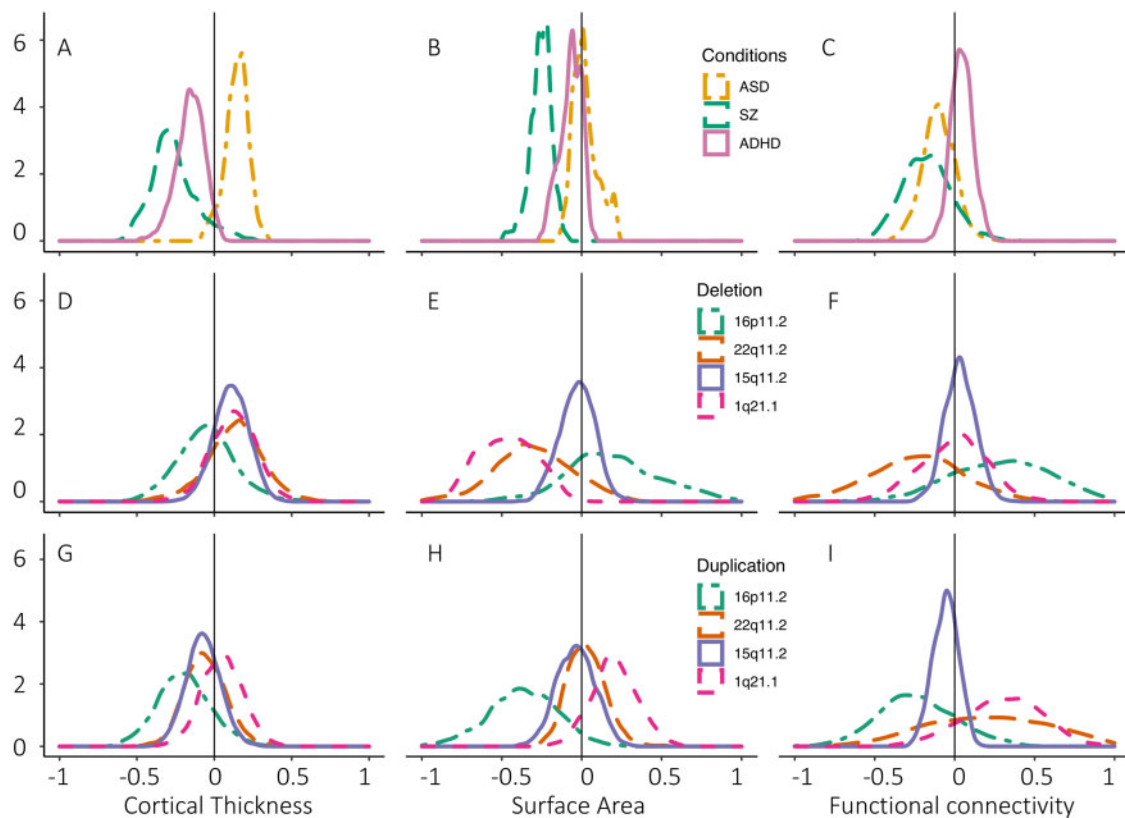 A
B
C
6
4
2
0
Conditions
ASD
SZ
ADHD
D
E
F
6
4
2
0
Deletion
16p11.2
22q11.2
15q11.2
1q21.1
G
H
I
6
4
2
0
Duplication
16p11.2
22q11.2
15q11.2
1q21.1
-1 -0.5 0 0.5 1 -1 -0.5 0 0.5 1 -1 -0.5 0 0.5 1
Cortical Thickness Surface Area Functional connectivity